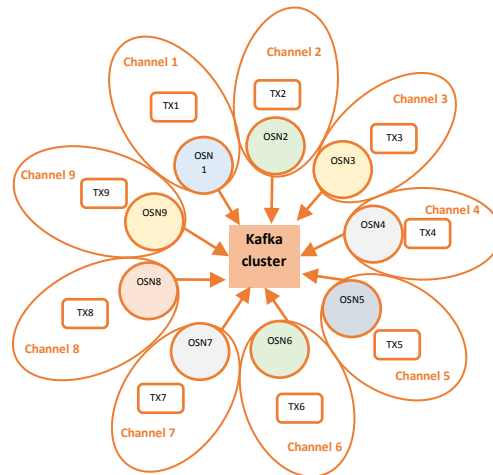 Channel 1
TX1
OSN
1
Channel 2
TX2
OSN2
Channel 3
TX3
OSN3
Channel 4
OSN4
TX4
OSN5
TX5
Channel 5
OSN6
TX6
Channel 6
OSN7
TX7
Channel 7
OSN8
TX8
Channel 8
Channel 9
TX9
OSN9
Kafka
cluster